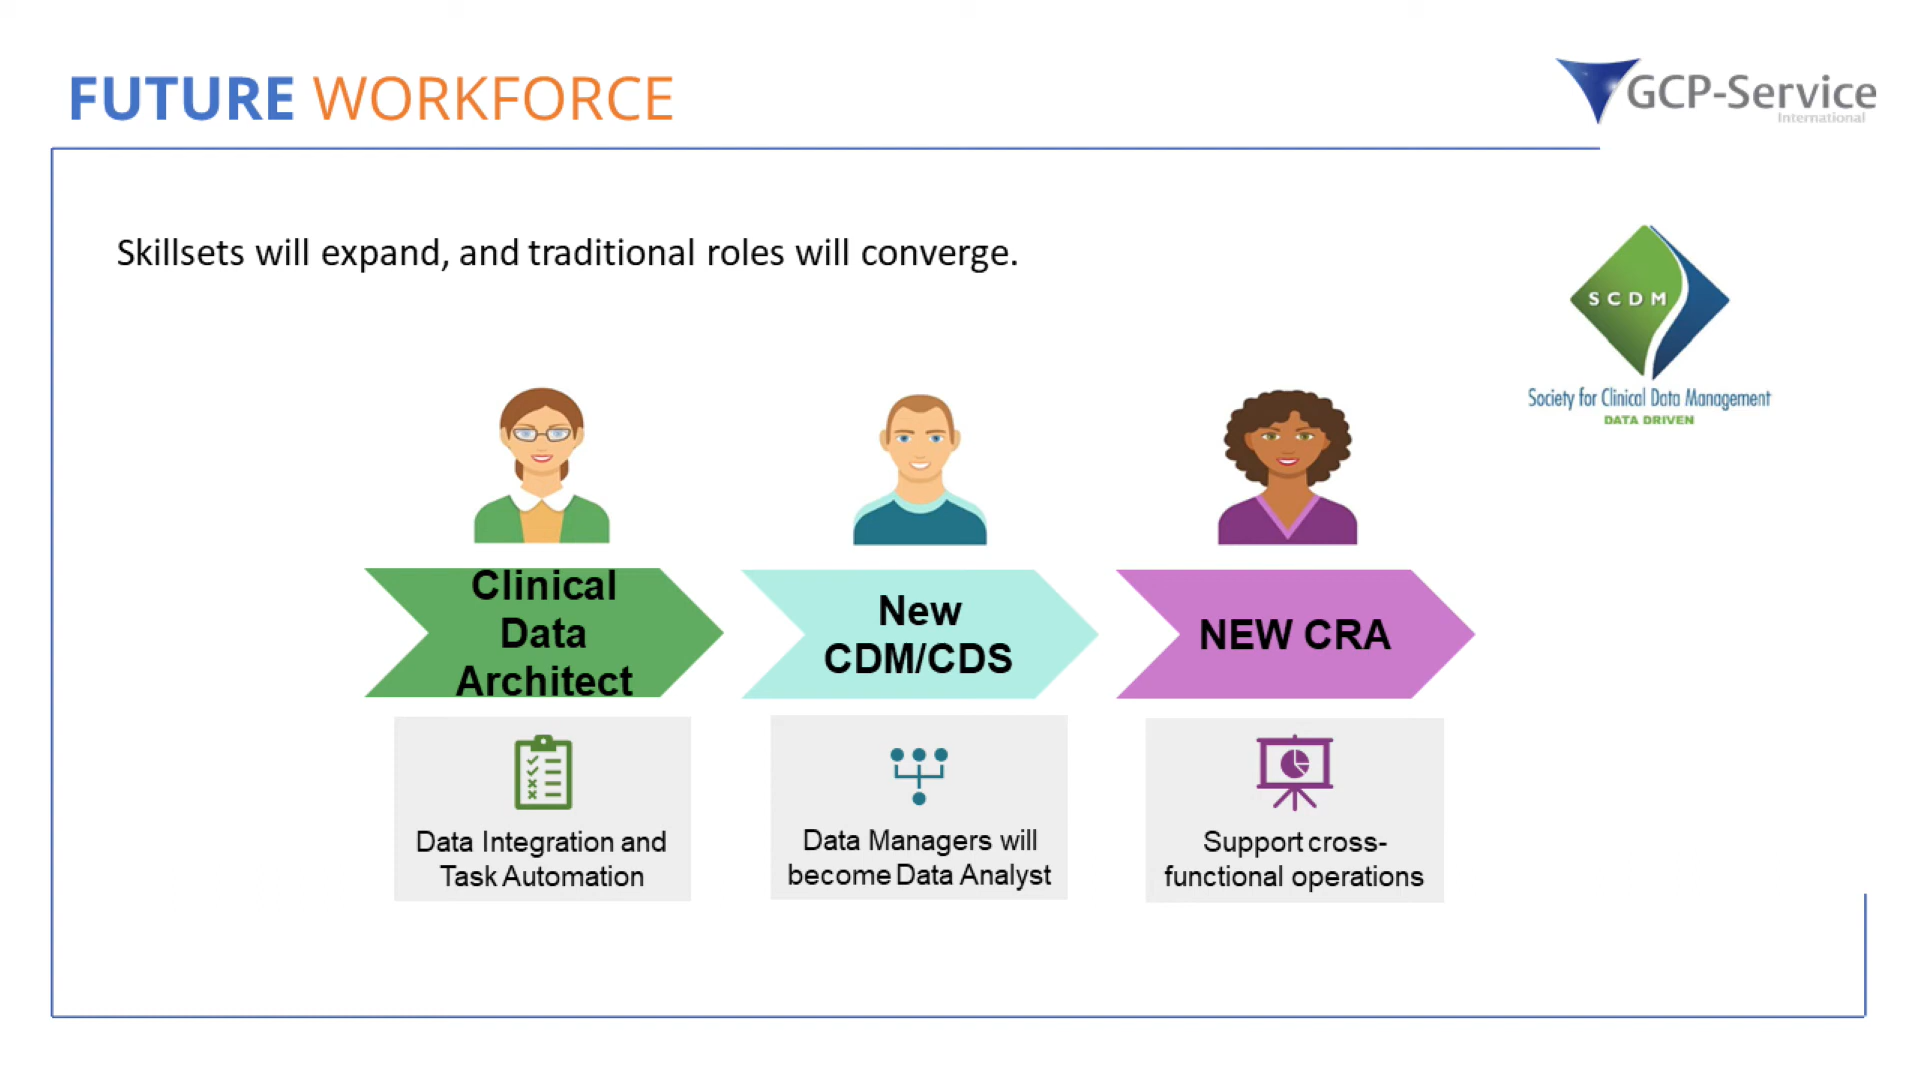 FUTURE WORKFORCE
GCP-Service
International
Skillsets will expand, and traditional roles will converge.
SCDM
Society for Clinical Data Management
DATA DRIVEN
Clinical
Data
Architect
New
CDM/CDS
NEW CRA
Data Integration and
Task Automation
Data Managers will
become Data Analyst
Support cross-
functional operations